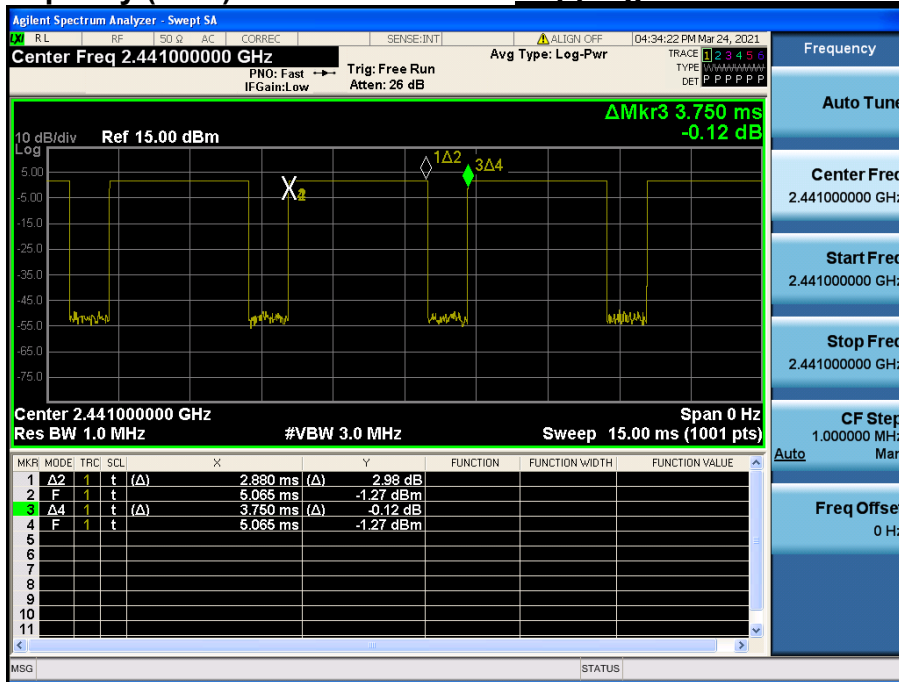 Agilent Spectrum Analyzer - Swept SA
LXI RL RF 50 Ω AC CORREC SENSE:INT ALIGN OFF 04:34:22 PM Mar 24, 2021
Center Freq 2.441000000 GHz
PNO: Fast
IFGain:Low
Trig: Free Run
Atten: 26 dB
Avg Type: Log-Pwr
TRACE 1 2 3 4 5 6
TYPE WWWWWW
DET P P P P P P
ΔMkr3 3.750 ms
-0.12 dB
10 dB/div Ref 15.00 dBm
Log
5.00
-5.00
-15.0
-25.0
-35.0
-45.0
-55.0
-65.0
-75.0
1Δ2
3Δ4
Center 2.441000000 GHz Span 0 Hz
Res BW 1.0 MHz #VBW 3.0 MHz Sweep 15.00 ms (1001 pts)
MKR MODE TRC SCL X Y FUNCTION FUNCTION WIDTH FUNCTION VALUE
1 Δ2 1 t (Δ) 2.880 ms (Δ) 2.98 dB
2 F 1 t 5.065 ms -1.27 dBm
3 Δ4 1 t (Δ) 3.750 ms (Δ) -0.12 dB
4 F 1 t 5.065 ms -1.27 dBm
5
6
7
8
9
10
11
MSG STATUS
Frequency
Auto Tune
Center Freq
2.441000000 GHz
Start Freq
2.441000000 GHz
Stop Freq
2.441000000 GHz
CF Step
1.000000 MHz
Auto Man
Freq Offset
0 Hz